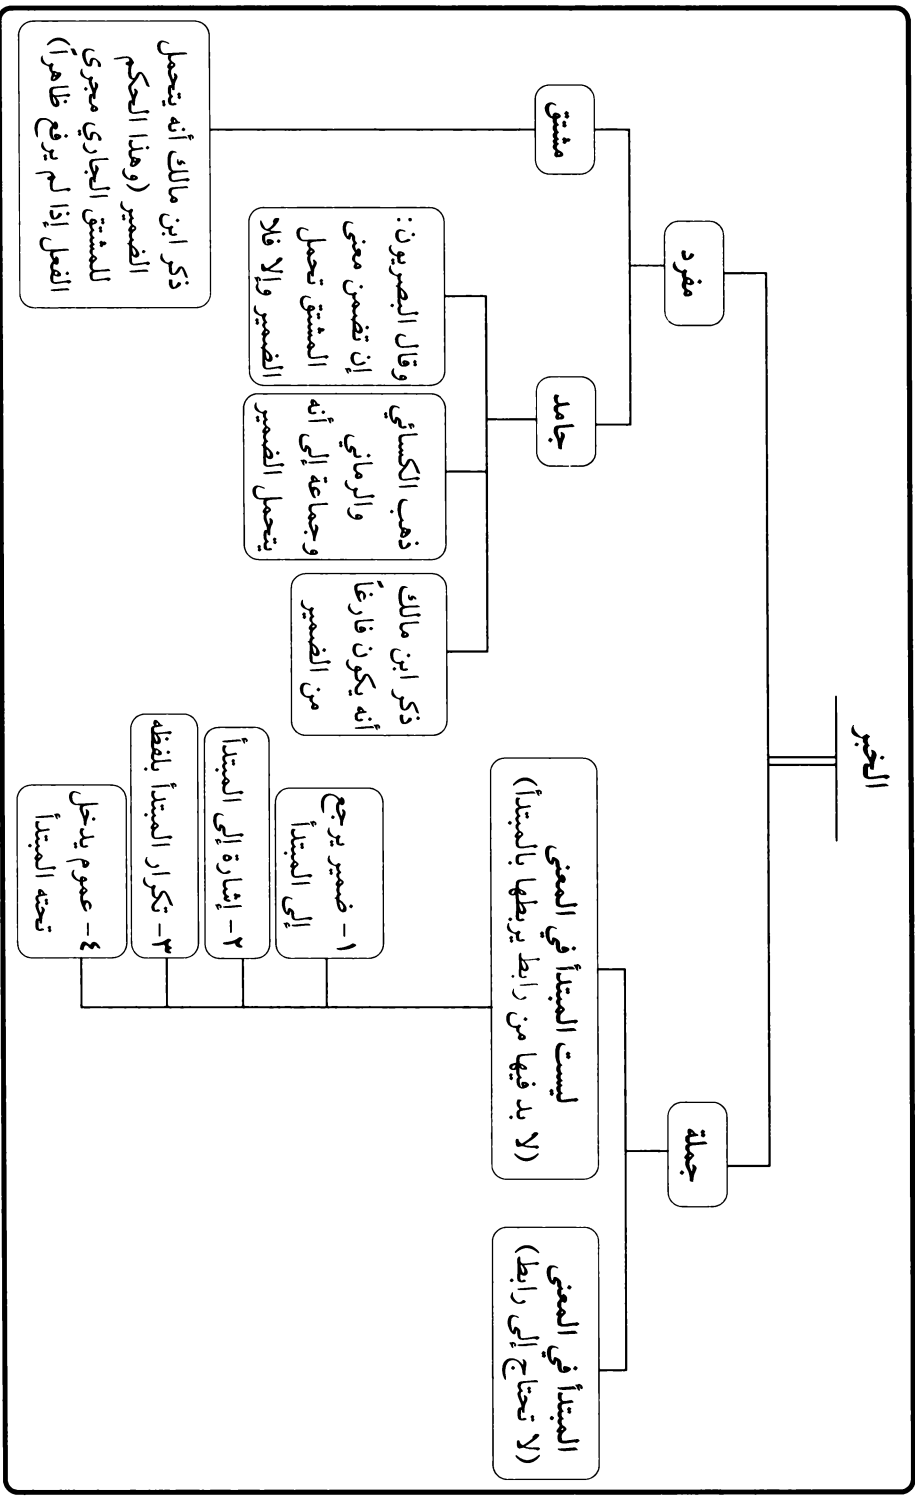 الخبر
مفرد
جملة
مشتق
جامد
ذكر ابن مالك أنه يتحمل
الضمير (وهذا الحكم
للمشتق الجاري مجرى
الفعل إذا لم يرفع ظاهراً)
وقال البصريون:
إن تضمن معنى
المشتق تحمل
الضمير وإلا فلا
ذهب الكسائي
والرماني
وجماعة إلى أنه
يتحمل الضمير
ذكر ابن مالك
أنه يكون فارغاً
من الضمير
ليست المبتدأ في المعنى
(لا بد فيها من رابط يربطها بالمبتدأ)
المبتدأ في المعنى
(لا تحتاج إلى رابط)
١- ضمير يرجع
إلى المبتدأ
٢- إشارة إلى المبتدأ
٣- تكرار المبتدأ بلفظه
٤- عموم يدخل
تحته المبتدأ